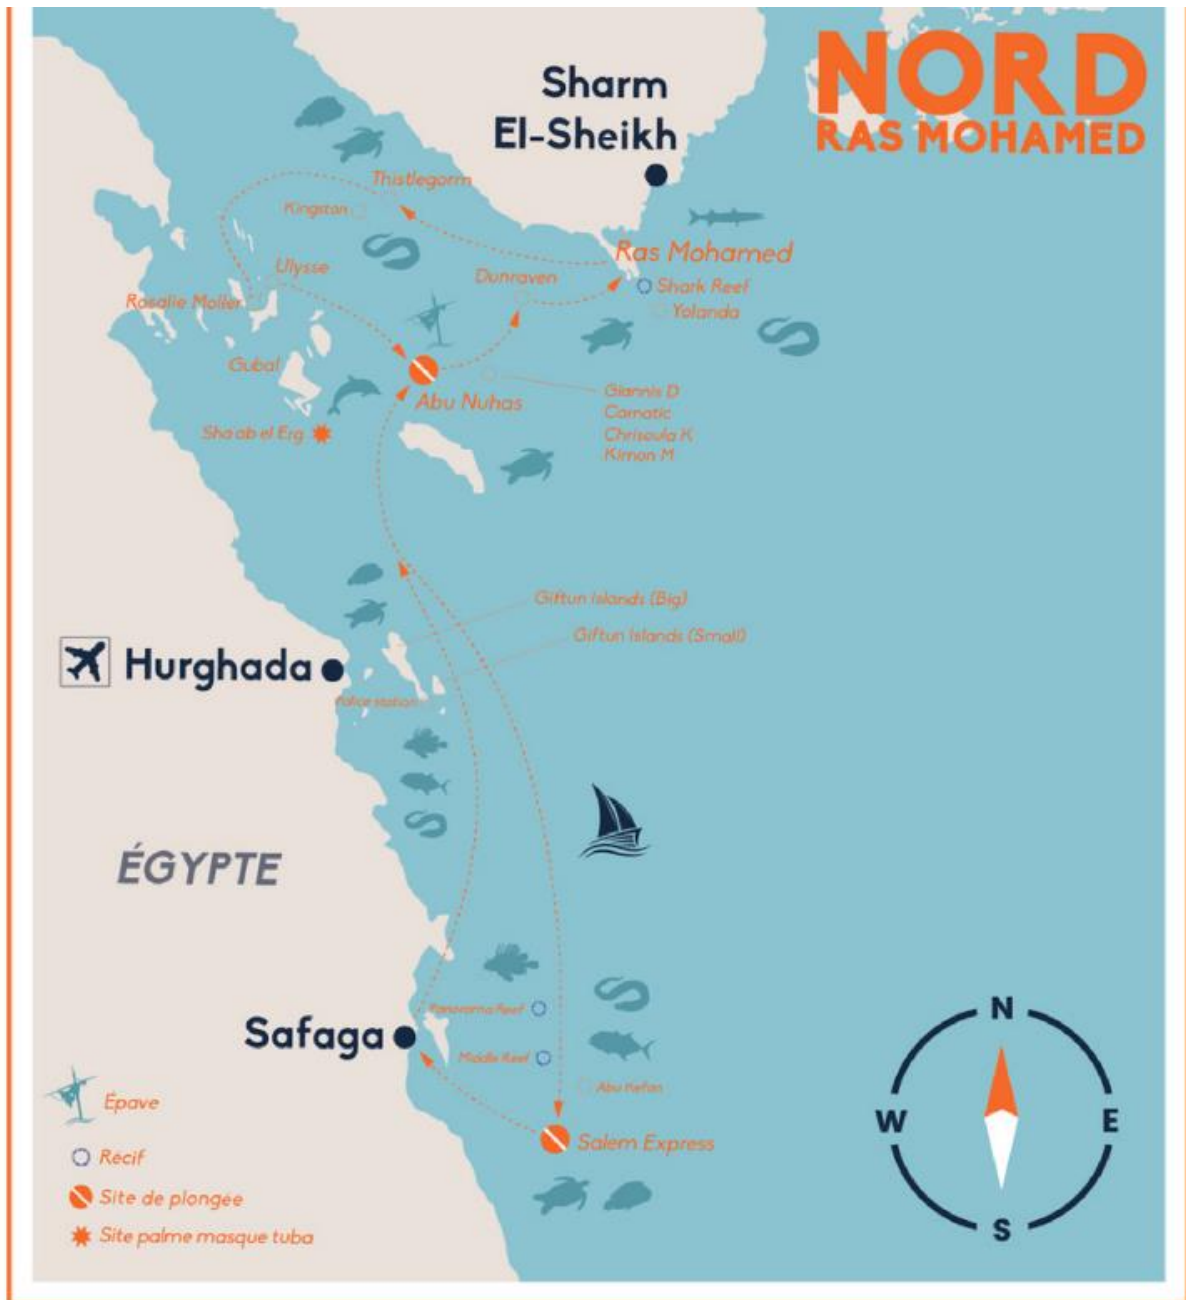 NORD
RAS MOHAMED
Sharm
El-Sheikh
Thistlegorm
Kingston
Ras Mohamed
Ulysse
Dunraven
Shark Reef
Rosalie Moller
Yolanda
Gubal
Abu Nuhas
Giannis D
Carnatic
Chrisoula K
Kimon M
Sha'ab el Erg
Giftun Islands (Big)
Giftun Islands (Small)
Hurghada
Police station
ÉGYPTE
Panorama Reef
Safaga
Middle Reef
Abu Kefan
Salem Express
Épave
Récif
Site de plongée
Site palme masque tuba
N
W
E
S